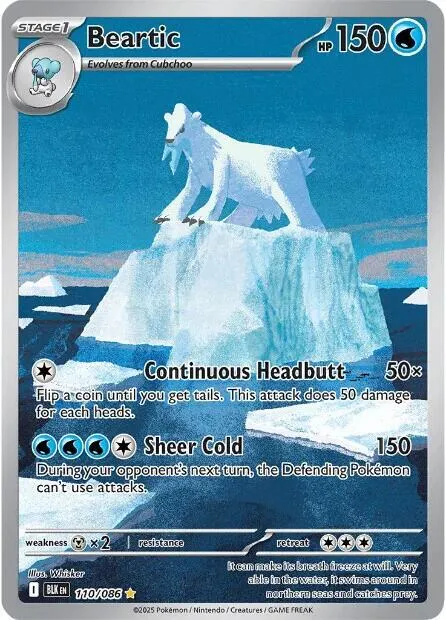 STAGE1
Beartic
HP 150
Evolves from Cubchoo
Continuous Headbutt 50×
Flip a coin until you get tails. This attack does 50 damage
for each heads.
Sheer Cold 150
During your opponent's next turn, the Defending Pokémon
can't use attacks.
weakness ×2 resistance retreat
Illus. Whisker
I BLK EN 110/086
It can make its breath freeze at will. Very
able in the water, it swims around in
northern seas and catches prey.
©2025 Pokémon / Nintendo / Creatures / GAME FREAK